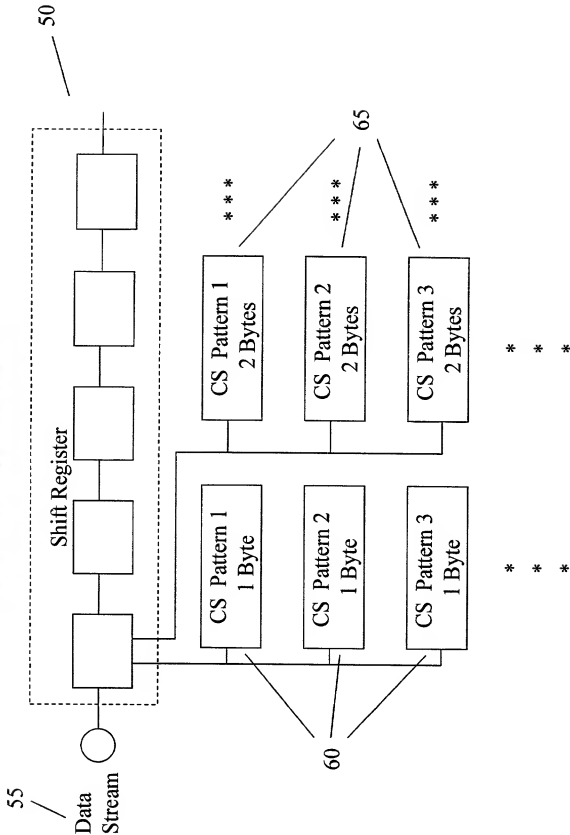 50
55
Data
Stream
Shift Register
CS Pattern 1
1 Byte
CS Pattern 1
2 Bytes
* * *
CS Pattern 2
1 Byte
CS Pattern 2
2 Bytes
* * *
CS Pattern 3
1 Byte
CS Pattern 3
2 Bytes
* * *
60
65
*
*
*
*
*
*